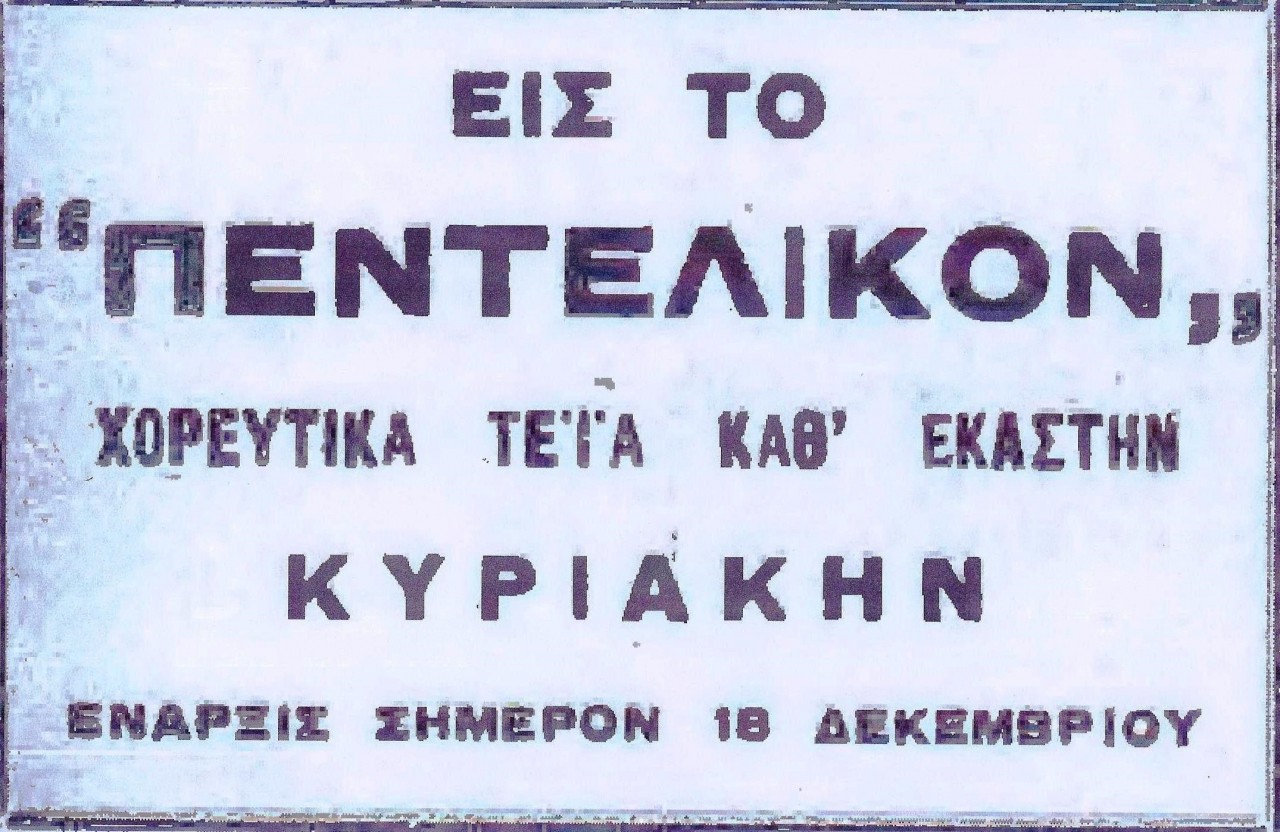 ΕΙΣ ΤΟ
“ΠΕΝΤΕΛΙΚΟΝ„
ΧΟΡΕΥΤΙΚΑ ΤΕΪΑ ΚΑΘ’ ΕΚΑΣΤΗΝ
ΚΥΡΙΑΚΗΝ
ΕΝΑΡΞΙΣ ΣΗΜΕΡΟΝ 18 ΔΕΚΕΜΒΡΙΟΥ